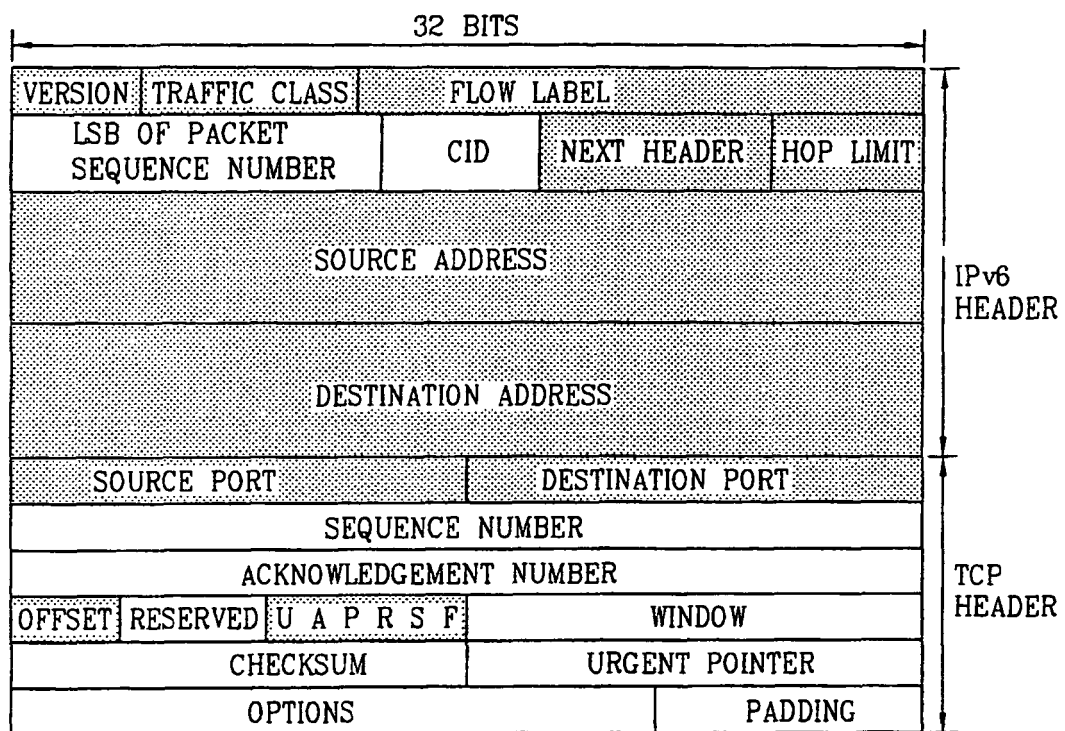 32 BITS
VERSION TRAFFIC CLASS FLOW LABEL
LSB OF PACKET
SEQUENCE NUMBER
CID
NEXT HEADER
HOP LIMIT
SOURCE ADDRESS
DESTINATION ADDRESS
IPv6
HEADER
SOURCE PORT DESTINATION PORT
SEQUENCE NUMBER
ACKNOWLEDGEMENT NUMBER
OFFSET RESERVED U A P R S F WINDOW
CHECKSUM URGENT POINTER
OPTIONS PADDING
TCP
HEADER